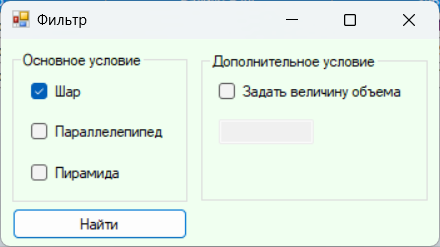 Фильтр
Основное условие
Шар
Параллелепипед
Пирамида
Дополнительное условие
Задать величину объема
Найти